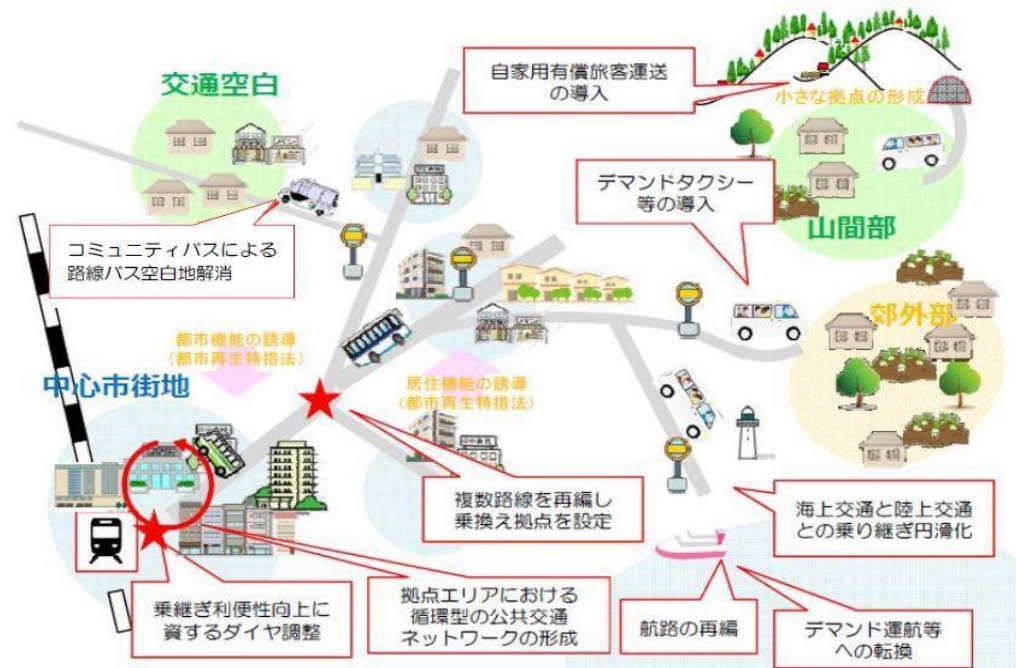 自家用有償旅客運送
の導入
交通空白
小さな拠点の形成
デマンドタクシー
等の導入
山間部
コミュニティバスによる
路線バス空白地解消
郊外部
都市機能の誘導
(都市再生特措法)
中心市街地
居住機能の誘導
(都市再生特措法)
複数路線を再編し
乗換え拠点を設定
海上交通と陸上交通
との乗り継ぎ円滑化
乗継ぎ利便性向上に
資するダイヤ調整
拠点エリアにおける
循環型の公共交通
ネットワークの形成
航路の再編
デマンド運航等
への転換